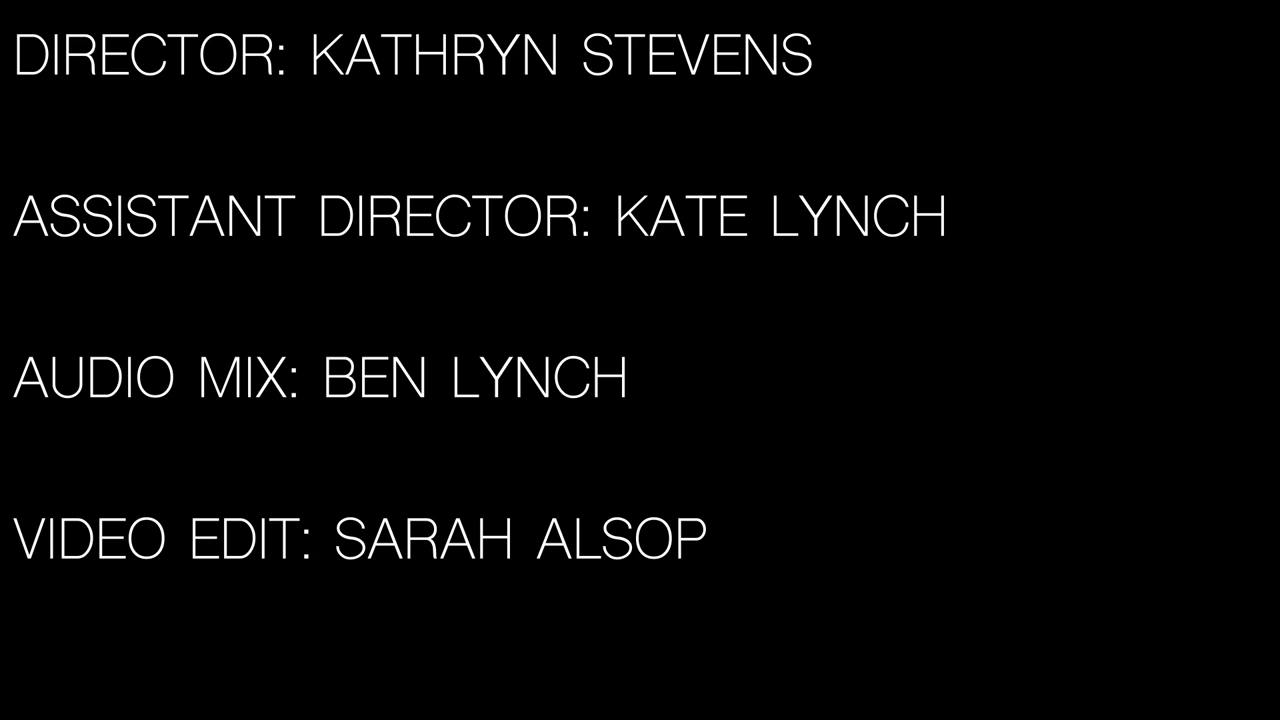 DIRECTOR: KATHRYN STEVENS
ASSISTANT DIRECTOR: KATE LYNCH
AUDIO MIX: BEN LYNCH
VIDEO EDIT: SARAH ALSOP